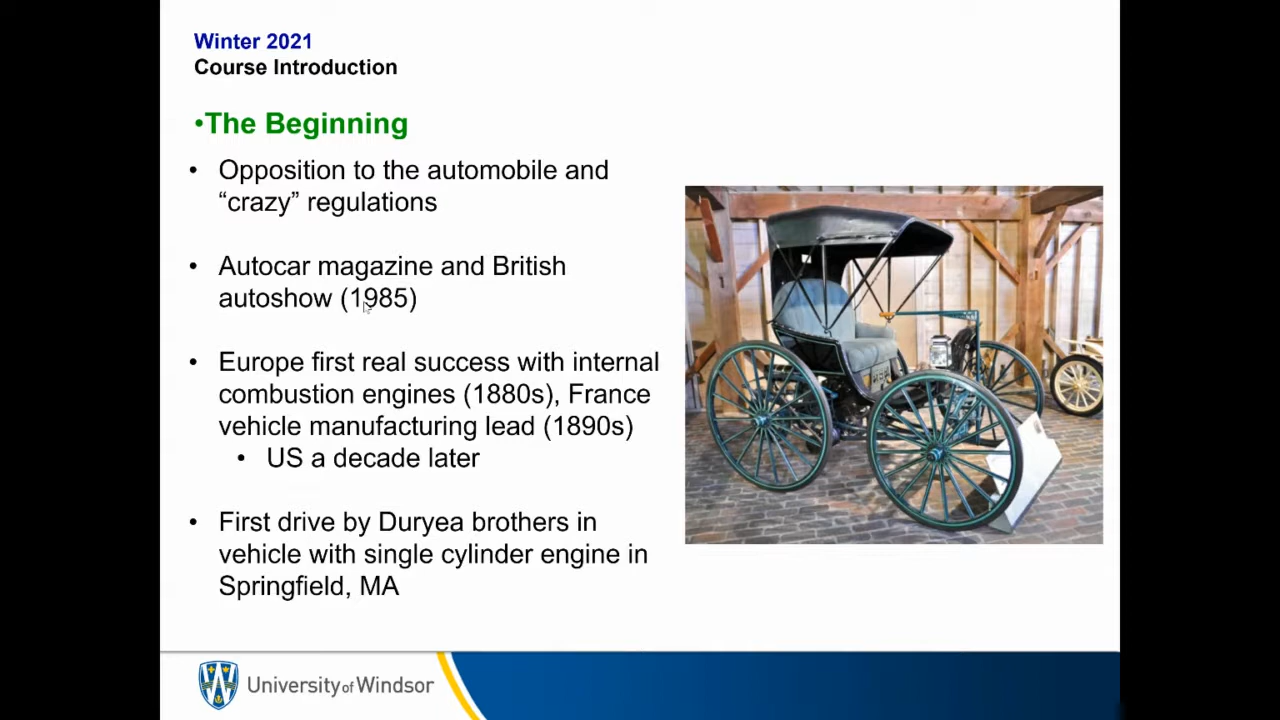 Winter 2021
Course Introduction
•The Beginning
• Opposition to the automobile and
“crazy” regulations
• Autocar magazine and British
autoshow (1985)
• Europe first real success with internal
combustion engines (1880s), France
vehicle manufacturing lead (1890s)
• US a decade later
• First drive by Duryea brothers in
vehicle with single cylinder engine in
Springfield, MA
University of Windsor